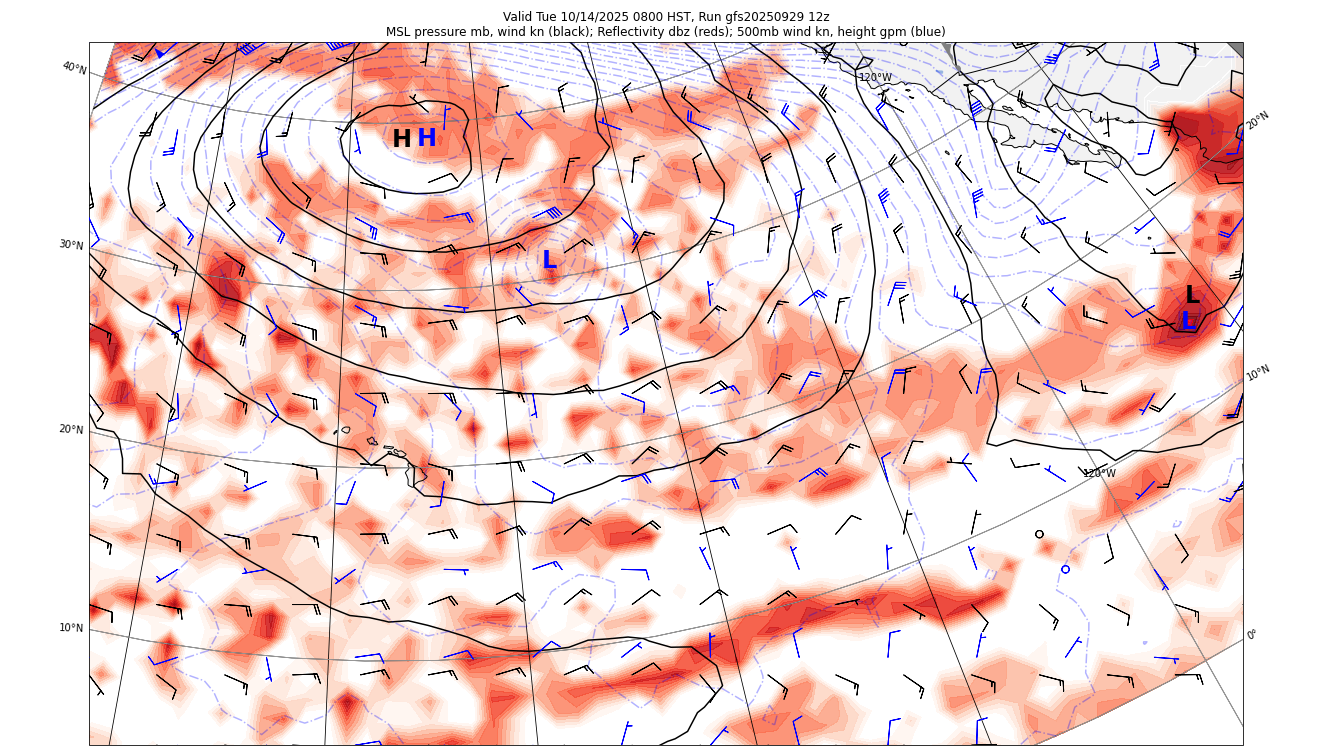 Valid Tue 10/14/2025 0800 HST, Run gfs20250929 12z
MSL pressure mb, wind kn (black); Reflectivity dbz (reds); 500mb wind kn, height gpm (blue)
40°N
120°W
20°N
H H
30°N
L
L
L
10°N
20°N
120°W
10°N
0°